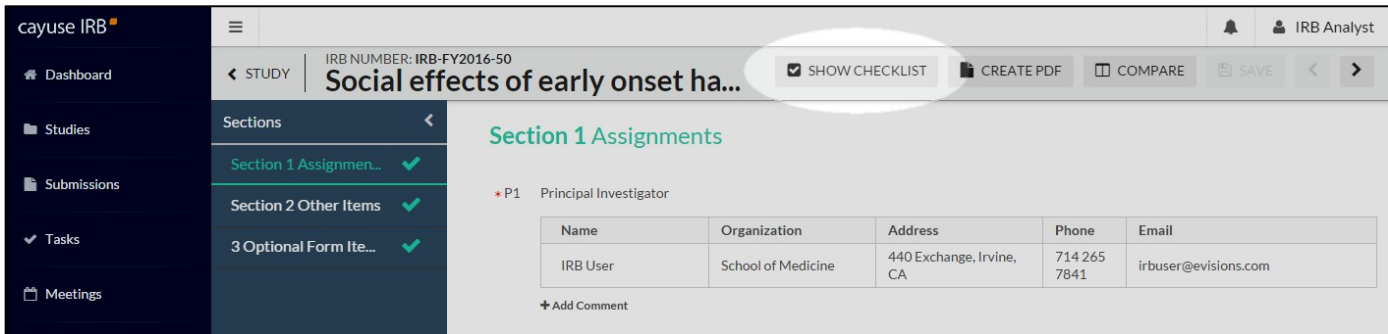 cayuse IRB
IRB Analyst
Dashboard
Studies
Submissions
Tasks
Meetings
STUDY
IRB NUMBER: IRB-FY2016-50
Social effects of early onset ha...
SHOW CHECKLIST
CREATE PDF
COMPARE
SAVE
Sections
Section 1 Assignmen...
Section 2 Other Items
3 Optional Form Ite...
Section 1 Assignments
* P1 Principal Investigator
Name Organization Address Phone Email
IRB User School of Medicine 440 Exchange, Irvine, CA 714 265 7841 irbuser@evisions.com
+ Add Comment